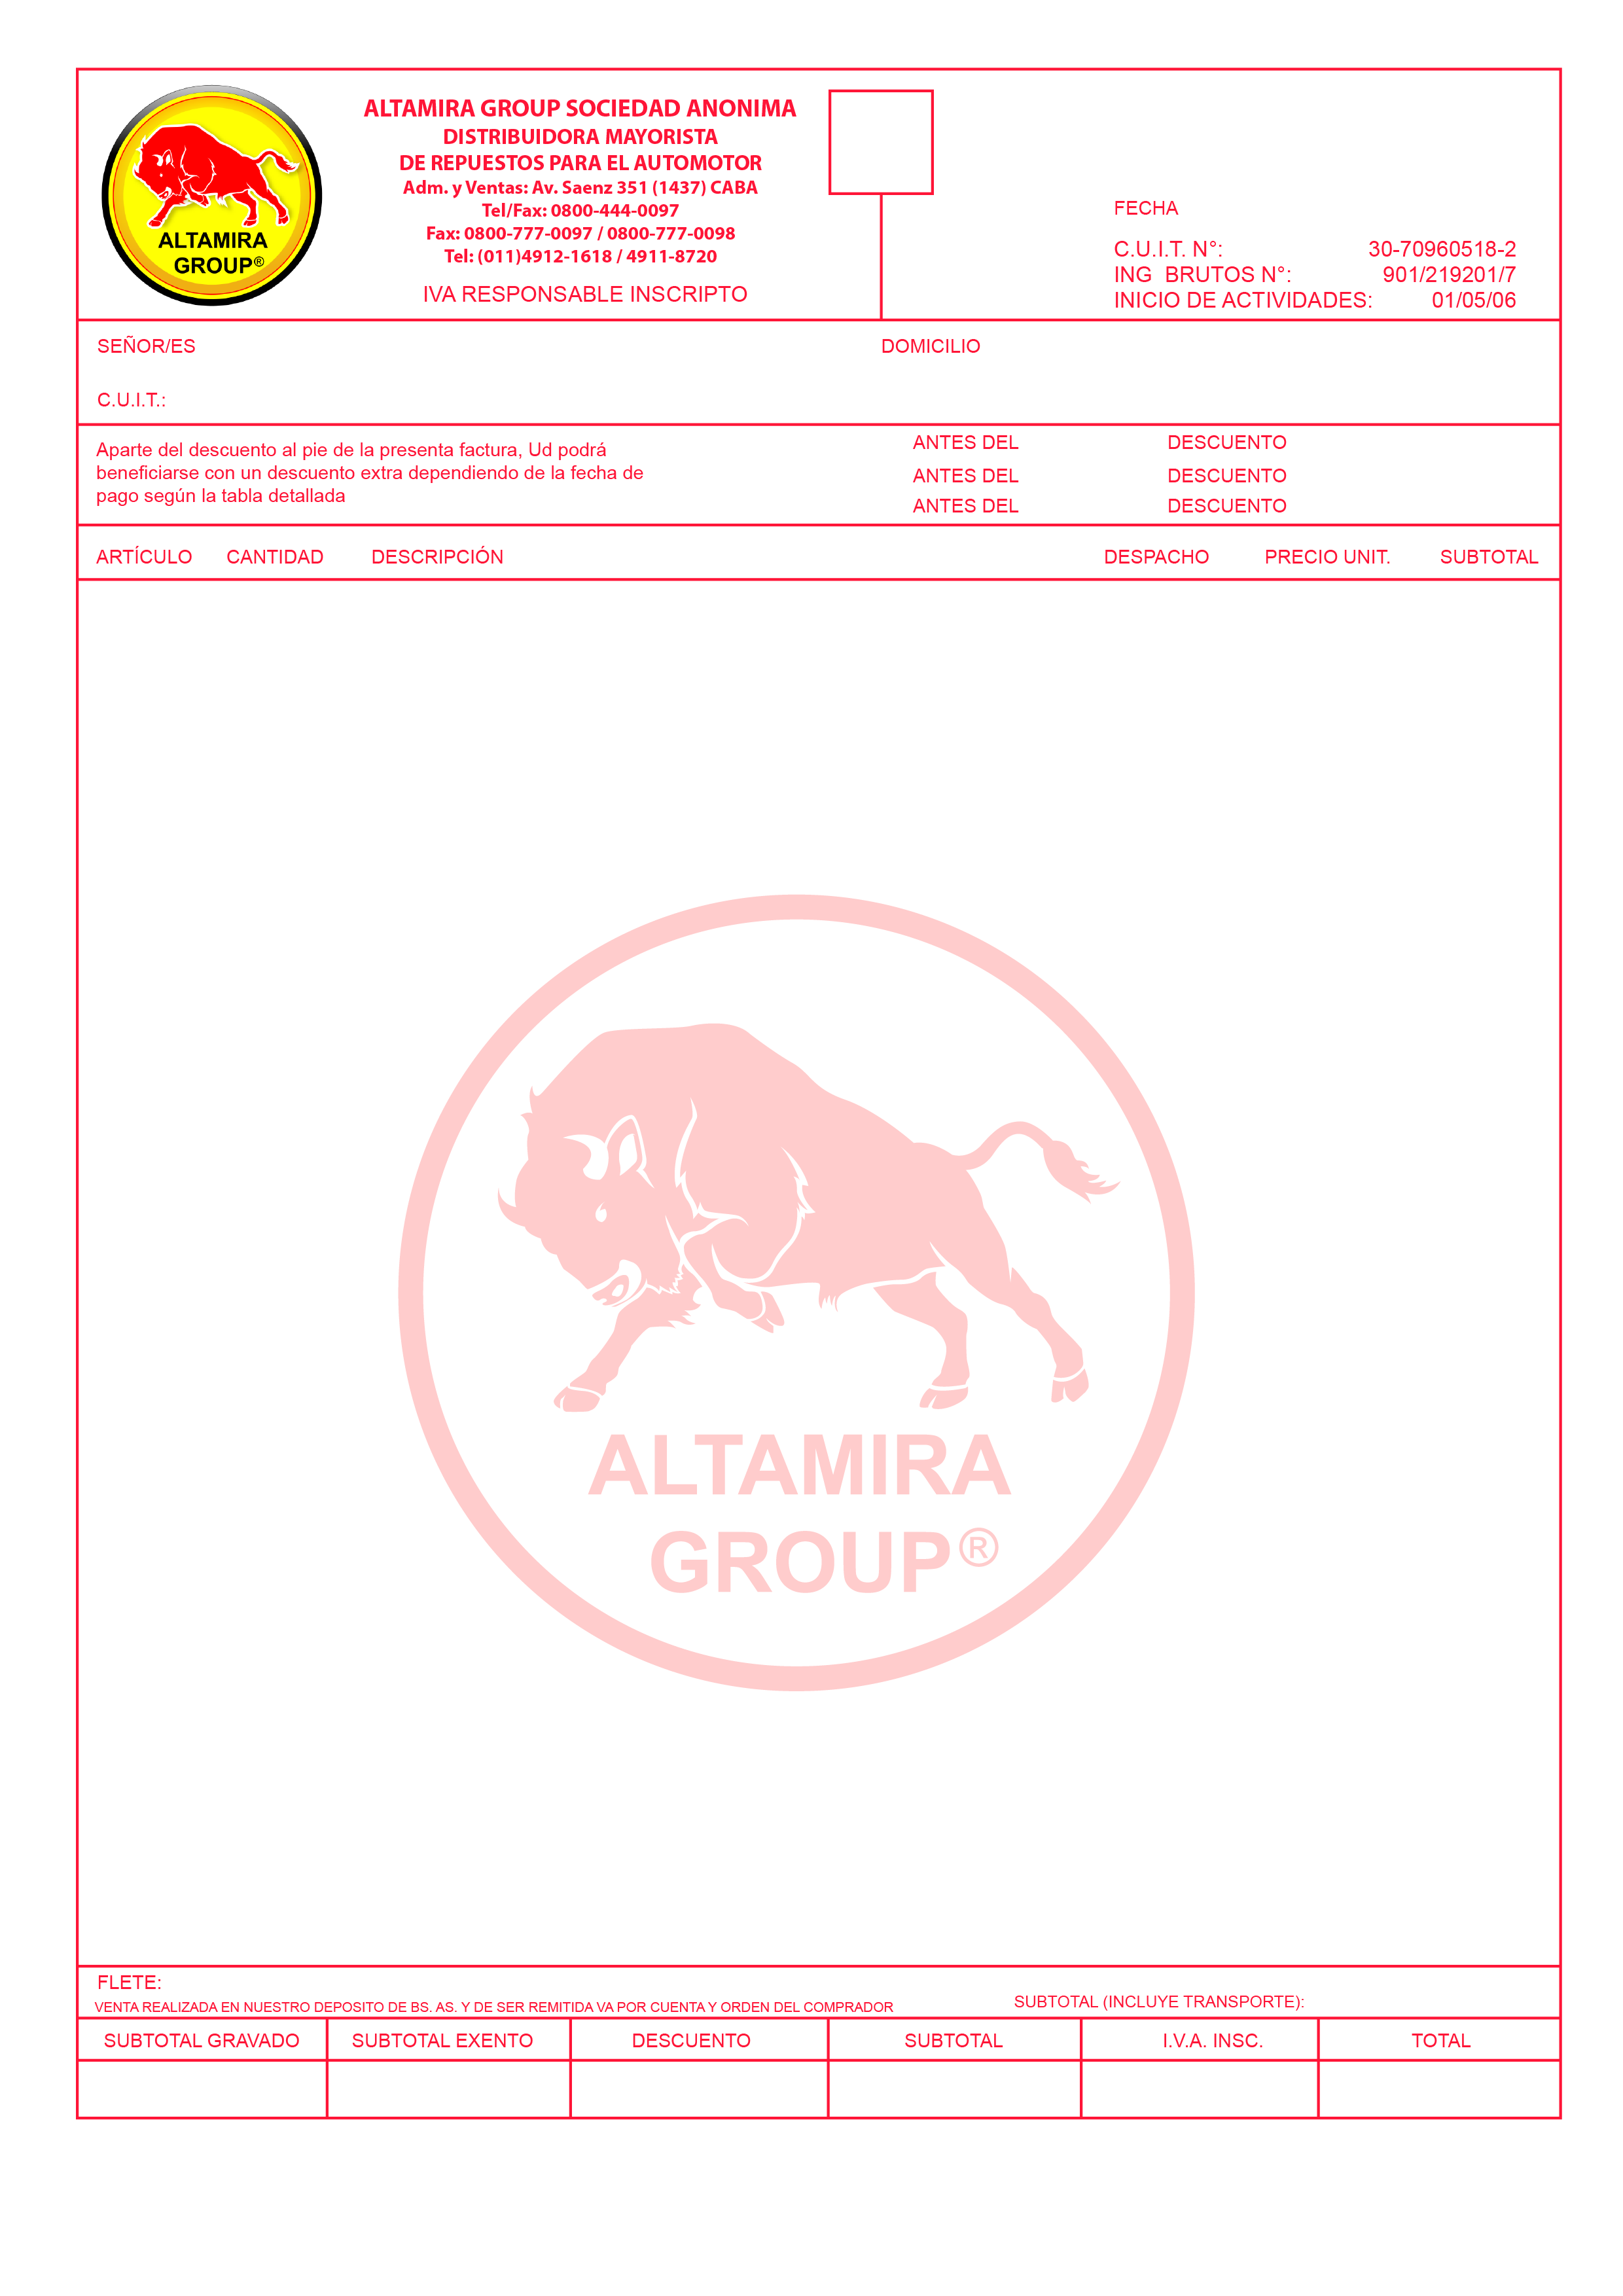 ALTAMIRA
GROUP®
ALTAMIRA GROUP SOCIEDAD ANONIMA
DISTRIBUIDORA MAYORISTA
DE REPUESTOS PARA EL AUTOMOTOR
Adm. y Ventas: Av. Saenz 351 (1437) CABA
Tel/Fax: 0800-444-0097
Fax: 0800-777-0097 / 0800-777-0098
Tel: (011)4912-1618 / 4911-8720
IVA RESPONSABLE INSCRIPTO
FECHA
C.U.I.T. N°: 30-70960518-2
ING BRUTOS N°: 901/219201/7
INICIO DE ACTIVIDADES: 01/05/06
SEÑOR/ES DOMICILIO
C.U.I.T.:
Aparte del descuento al pie de la presenta factura, Ud podrá
beneficiarse con un descuento extra dependiendo de la fecha de
pago según la tabla detallada
ANTES DEL DESCUENTO
ANTES DEL DESCUENTO
ANTES DEL DESCUENTO
ARTÍCULO CANTIDAD DESCRIPCIÓN DESPACHO PRECIO UNIT. SUBTOTAL
ALTAMIRA
GROUP®
FLETE:
VENTA REALIZADA EN NUESTRO DEPOSITO DE BS. AS. Y DE SER REMITIDA VA POR CUENTA Y ORDEN DEL COMPRADOR
SUBTOTAL (INCLUYE TRANSPORTE):
SUBTOTAL GRAVADO SUBTOTAL EXENTO DESCUENTO SUBTOTAL I.V.A. INSC. TOTAL